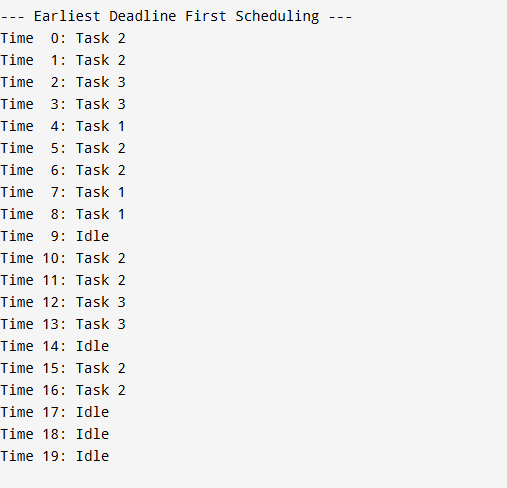 --- Earliest Deadline First Scheduling ---
Time  0: Task 2
Time  1: Task 2
Time  2: Task 3
Time  3: Task 3
Time  4: Task 1
Time  5: Task 2
Time  6: Task 2
Time  7: Task 1
Time  8: Task 1
Time  9: Idle
Time 10: Task 2
Time 11: Task 2
Time 12: Task 3
Time 13: Task 3
Time 14: Idle
Time 15: Task 2
Time 16: Task 2
Time 17: Idle
Time 18: Idle
Time 19: Idle